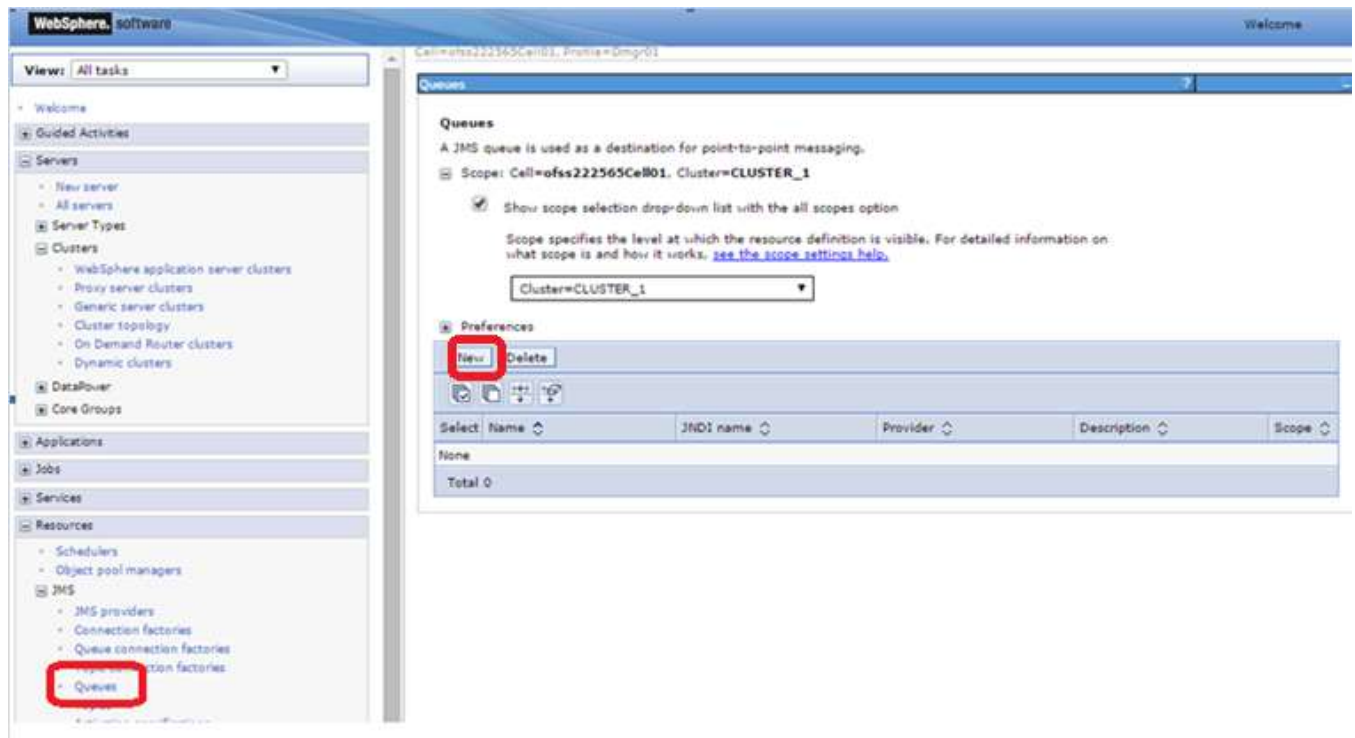 WebSphere. software
Welcome
View: All tasks
Welcome
Guided Activities
Servers
New server
All servers
Server Types
Clusters
WebSphere application server clusters
Proxy server clusters
Generic server clusters
Cluster topology
On Demand Router clusters
Dynamic clusters
DataPower
Core Groups
Applications
Jobs
Services
Resources
Schedulers
Object pool managers
JMS
JMS providers
Connection factories
Queue connection factories
connection factories
Queues
Cell=ofss222565Cell01, Profile=Dmgr01
Queues ?
Queues
A JMS queue is used as a destination for point-to-point messaging.
Scope: Cell=ofss222565Cell01, Cluster=CLUSTER_1
Show scope selection drop-down list with the all scopes option
Scope specifies the level at which the resource definition is visible. For detailed information on
what scope is and how it works, see the scope settings help.
Cluster=CLUSTER_1
Preferences
New Delete
Select Name JNDI name Provider Description Scope
None
Total 0